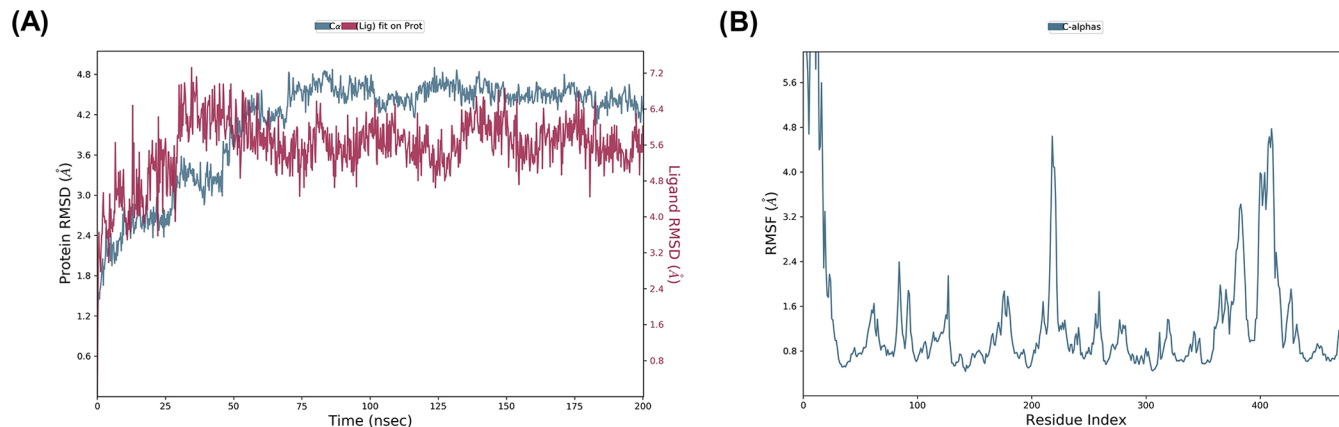 (A)
Cα (Lig) fit on Prot
Protein RMSD (Å)
4.8
4.2
3.6
3.0
2.4
1.8
1.2
0.6
7.2
6.4
5.6
4.8
4.0
3.2
2.4
1.6
0.8
Ligand RMSD (Å)
0 25 50 75 100 125 150 175 200
Time (nsec)
(B)
C-alphas
RMSF (Å)
5.6
4.8
4.0
3.2
2.4
1.6
0.8
0 100 200 300 400
Residue Index